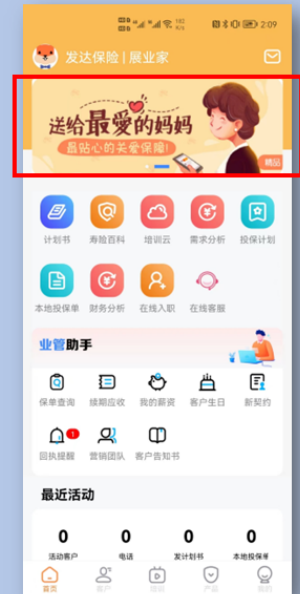 2:09
发达保险 | 展业家
送给最爱的妈妈
最贴心的关爱保障!
精品
计划书 寿险百科 培训云 需求分析 投保计划
本地投保单 财务分析 在线入职 在线客服
业管助手
保单查询 续期应收 我的薪资 客户生日 新契约
1
回执提醒 营销团队 客户告知书
最近活动
0 0 0 0
活动客户 电话 发计划书 本地投保单
首页 客户 产品 我的